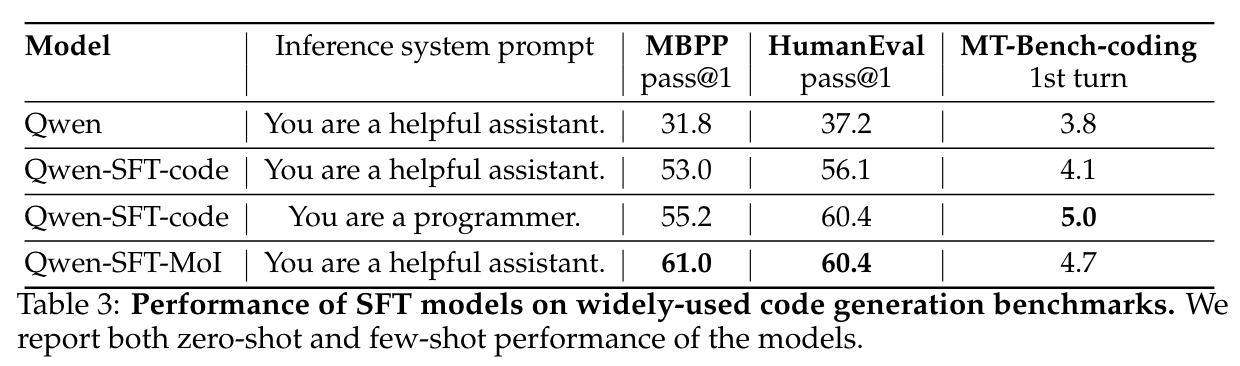 Model Inference system prompt MBPP HumanEval MT-Bench-coding
pass@1 pass@1 1st turn
Qwen You are a helpful assistant. 31.8 37.2 3.8
Qwen-SFT-code You are a helpful assistant. 53.0 56.1 4.1
Qwen-SFT-code You are a programmer. 55.2 60.4 5.0
Qwen-SFT-MoI You are a helpful assistant. 61.0 60.4 4.7
Table 3: Performance of SFT models on widely-used code generation benchmarks. We
report both zero-shot and few-shot performance of the models.